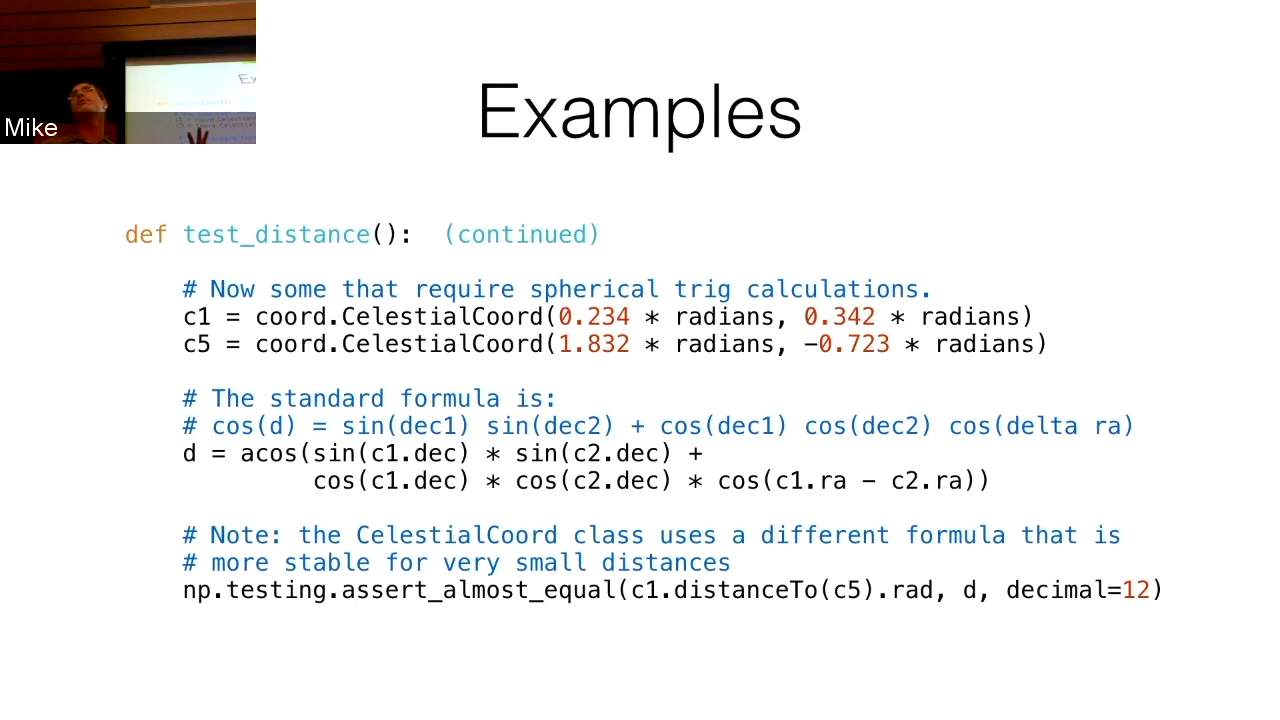 Mike
Examples
def test_distance(): (continued)
# Now some that require spherical trig calculations.
c1 = coord.CelestialCoord(0.234 * radians, 0.342 * radians)
c5 = coord.CelestialCoord(1.832 * radians, -0.723 * radians)
# The standard formula is:
# cos(d) = sin(dec1) sin(dec2) + cos(dec1) cos(dec2) cos(delta ra)
d = acos(sin(c1.dec) * sin(c2.dec) +
cos(c1.dec) * cos(c2.dec) * cos(c1.ra - c2.ra))
# Note: the CelestialCoord class uses a different formula that is
# more stable for very small distances
np.testing.assert_almost_equal(c1.distanceTo(c5).rad, d, decimal=12)